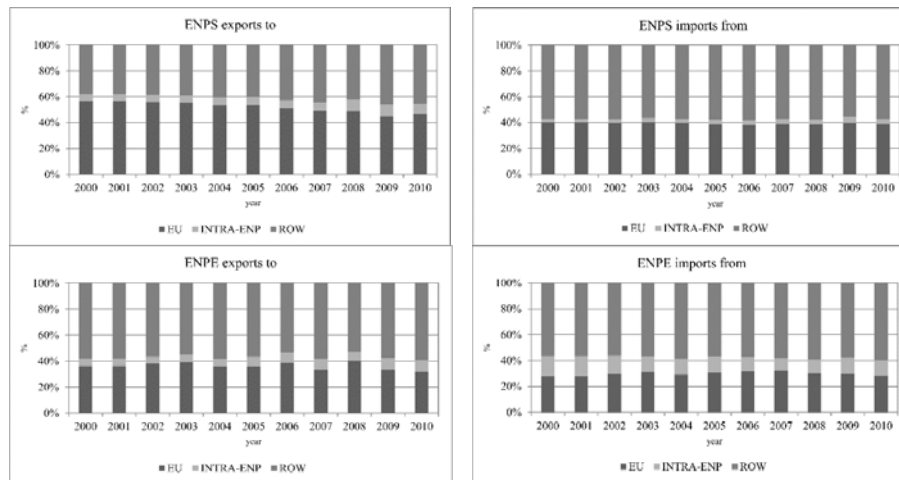 ENPS exports to
100%
80%
60%
40%
20%
0%
%
2000 2001 2002 2003 2004 2005 2006 2007 2008 2009 2010
year
EU INTRA-ENP ROW
ENPS imports from
100%
80%
60%
40%
20%
0%
%
2000 2001 2002 2003 2004 2005 2006 2007 2008 2009 2010
year
EU INTRA-ENP ROW
ENPE exports to
100%
80%
60%
40%
20%
0%
%
2000 2001 2002 2003 2004 2005 2006 2007 2008 2009 2010
year
EU INTRA-ENP ROW
ENPE imports from
100%
80%
60%
40%
20%
0%
%
2000 2001 2002 2003 2004 2005 2006 2007 2008 2009 2010
year
EU INTRA-ENP ROW